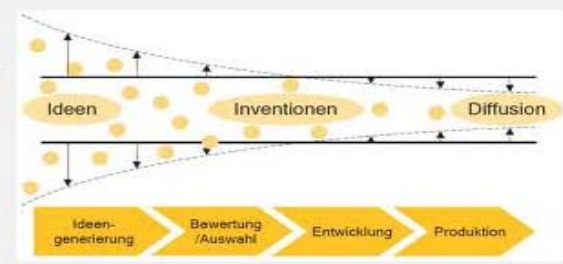 Ideen
Inventionen
Diffusion
Ideen-
generierung
Bewertung
/Auswahl
Entwicklung
Produktion